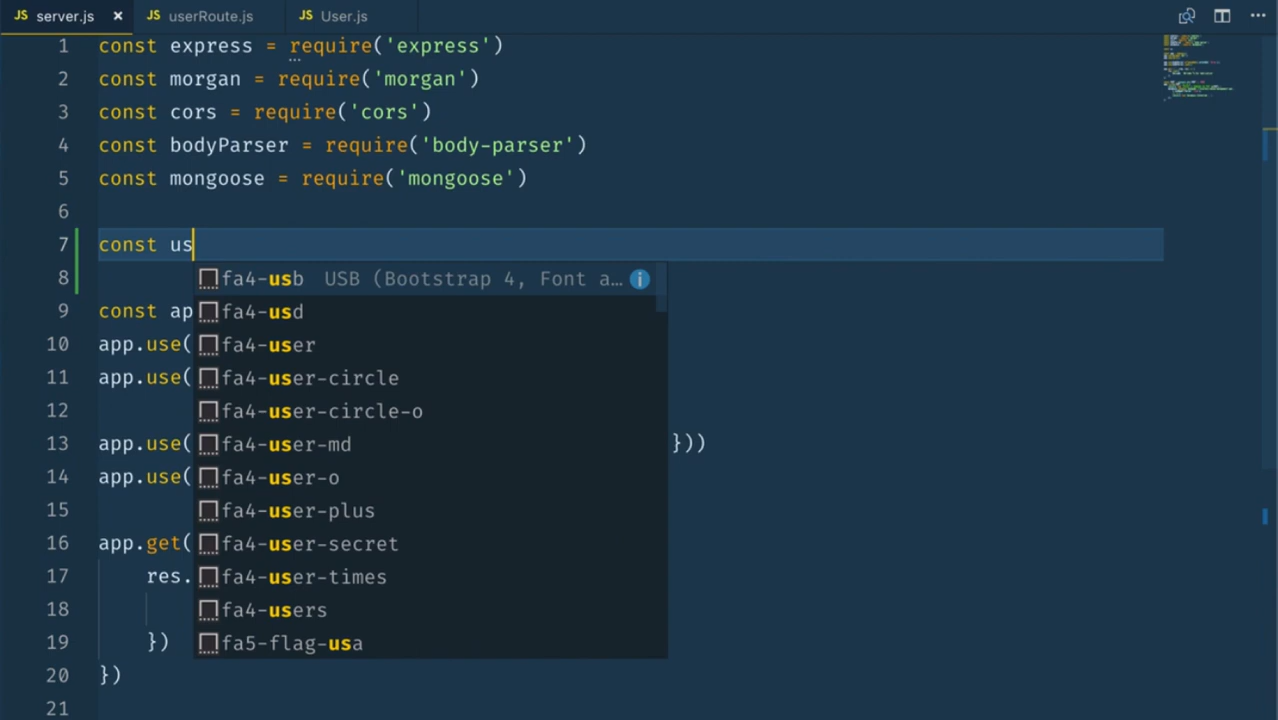 JS server.js × JS userRoute.js JS User.js ...
1 const express = require('express')
2 const morgan = require('morgan')
3 const cors = require('cors')
4 const bodyParser = require('body-parser')
5 const mongoose = require('mongoose')
6
7 const us
8 fa4-usb USB (Bootstrap 4, Font a... i
9 const ap fa4-usd
10 app.use( fa4-user
11 app.use( fa4-user-circle
12 fa4-user-circle-o
13 app.use( fa4-user-md }))
14 app.use( fa4-user-o
15 fa4-user-plus
16 app.get( fa4-user-secret
17 res. fa4-user-times
18 fa4-users
19 }) fa5-flag-usa
20 })
21